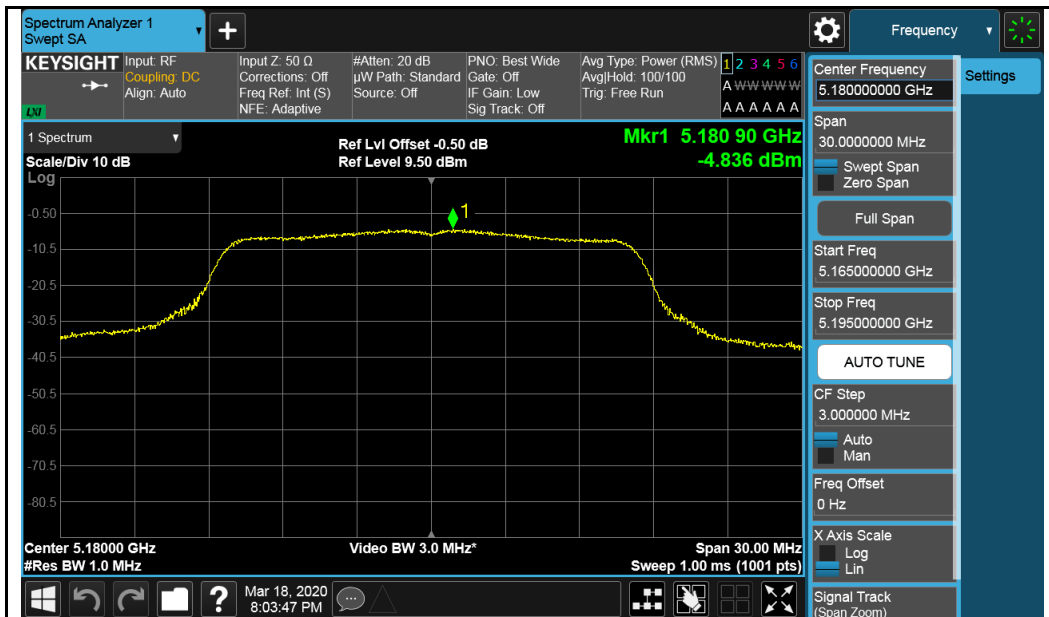 Spectrum Analyzer 1
Swept SA
+
Frequency
KEYSIGHT
LXI
Input: RF
Coupling: DC
Align: Auto
Input Z: 50 Ω
Corrections: Off
Freq Ref: Int (S)
NFE: Adaptive
#Atten: 20 dB
µW Path: Standard
Source: Off
PNO: Best Wide
Gate: Off
IF Gain: Low
Sig Track: Off
Avg Type: Power (RMS)
Avg|Hold: 100/100
Trig: Free Run
1 2 3 4 5 6
A W W W W W
A A A A A A
1 Spectrum
Scale/Div 10 dB
Log
Ref Lvl Offset -0.50 dB
Ref Level 9.50 dBm
Mkr1 5.180 90 GHz
-4.836 dBm
1
-0.50
-10.5
-20.5
-30.5
-40.5
-50.5
-60.5
-70.5
-80.5
Center 5.18000 GHz
#Res BW 1.0 MHz
Video BW 3.0 MHz*
Span 30.00 MHz
Sweep 1.00 ms (1001 pts)
?
Mar 18, 2020
8:03:47 PM
Center Frequency
5.180000000 GHz
Settings
Span
30.0000000 MHz
Swept Span
Zero Span
Full Span
Start Freq
5.165000000 GHz
Stop Freq
5.195000000 GHz
AUTO TUNE
CF Step
3.000000 MHz
Auto
Man
Freq Offset
0 Hz
X Axis Scale
Log
Lin
Signal Track
(Span Zoom)